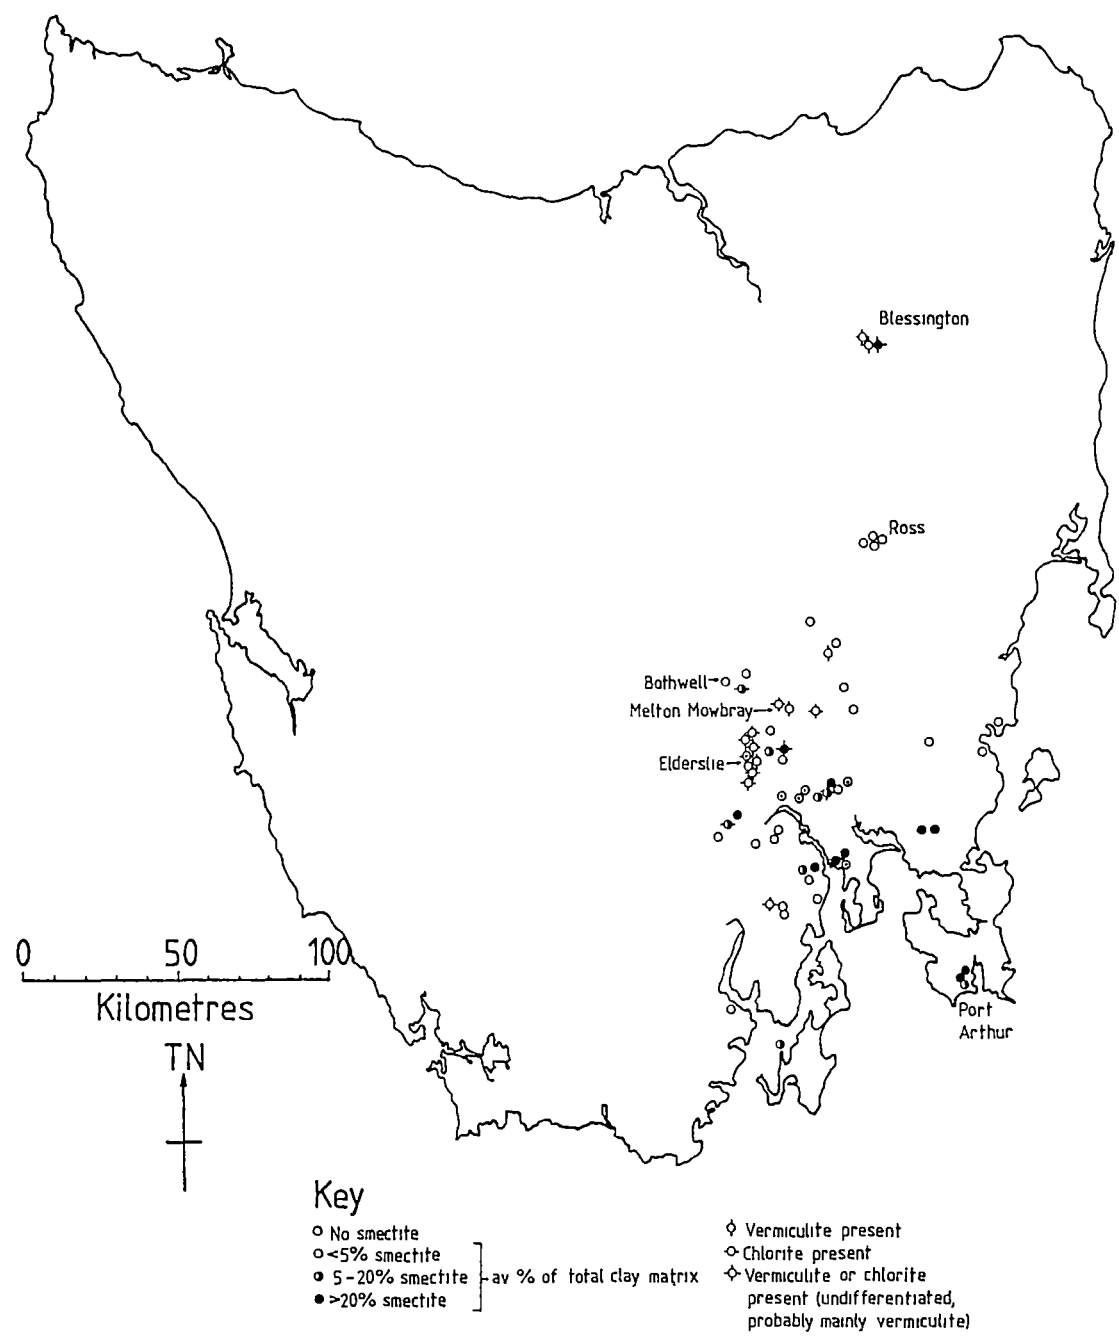 Blessington
Ross
Bothwell
Melton Mowbray
Elderslie
0 50 100
Kilometres
TN
Port
Arthur
Key
No smectite
<5% smectite
5-20% smectite
>20% smectite
av % of total clay matrix
Vermiculite present
Chlorite present
Vermiculite or chlorite
present (undifferentiated,
probably mainly vermiculite)